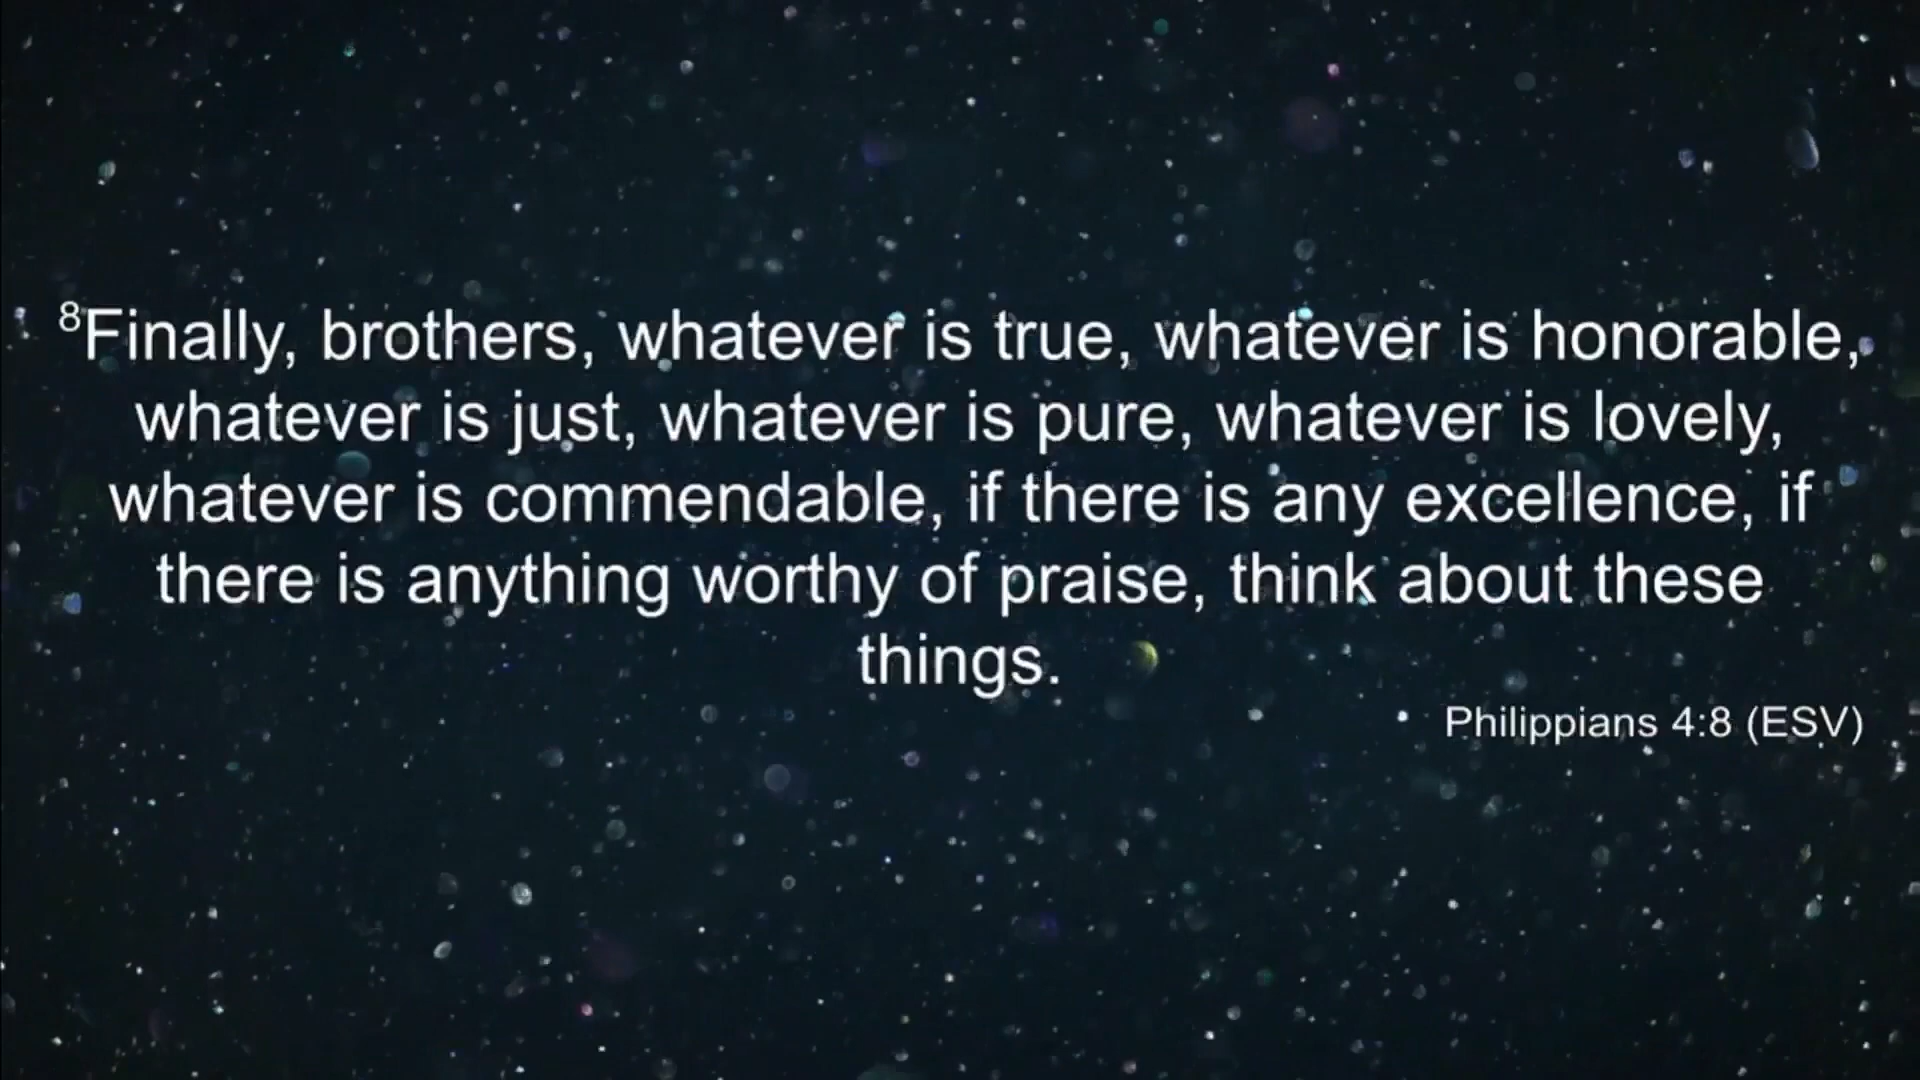 ⁸Finally, brothers, whatever is true, whatever is honorable,
whatever is just, whatever is pure, whatever is lovely,
whatever is commendable, if there is any excellence, if
there is anything worthy of praise, think about these
things.
Philippians 4:8 (ESV)